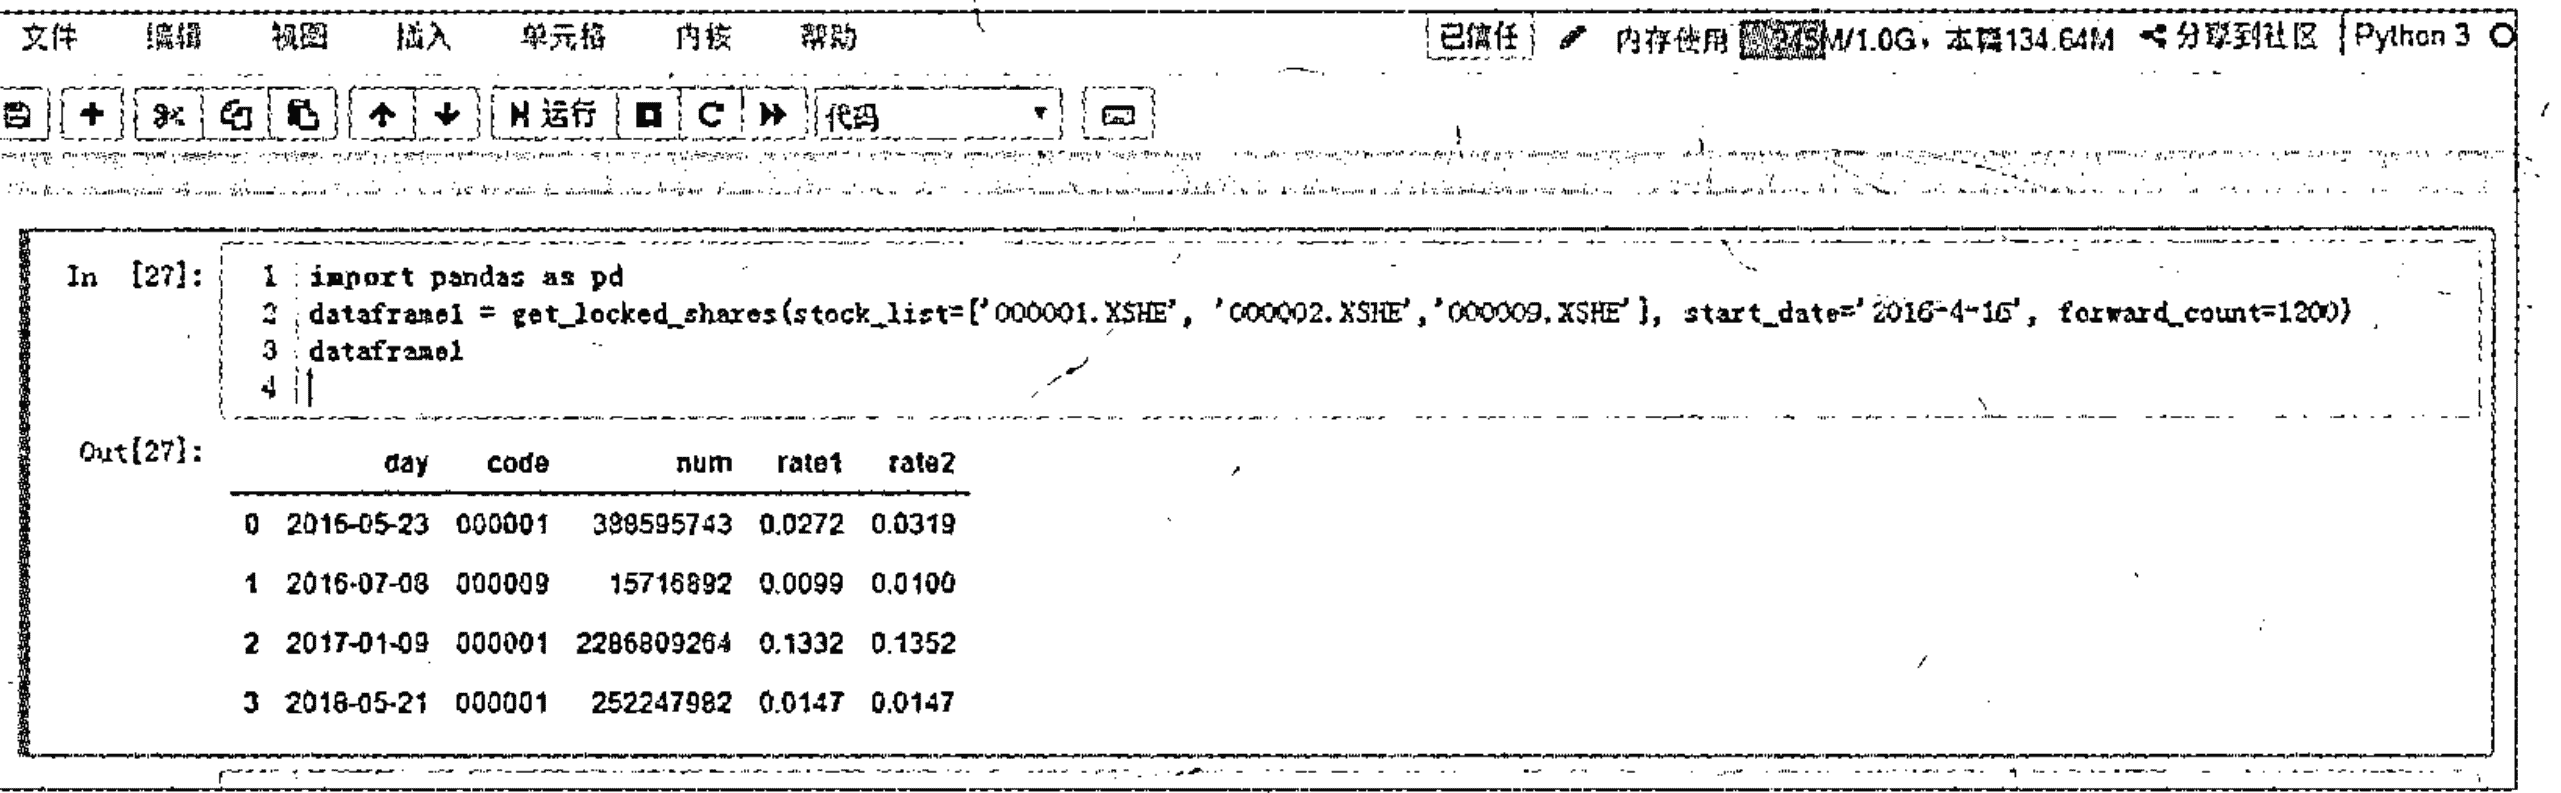 文件 编辑 视图 插入 单元格 内核 帮助 已信任 内存使用 245M/1.0G，本篇134.64M 分享到社区 Python 3
运行 代码
In [27]: 1 import pandas as pd
2 dataframe1 = get_locked_shares(stock_list=['000001.XSHE', '000002.XSHE','000009.XSHE'], start_date='2016-4-16', forward_count=1200)
3 dataframe1
4
Out[27]:
day code num rate1 rate2
0 2016-05-23 000001 389595743 0.0272 0.0319
1 2016-07-08 000009 15716892 0.0099 0.0100
2 2017-01-09 000001 2286809264 0.1332 0.1352
3 2018-05-21 000001 252247982 0.0147 0.0147